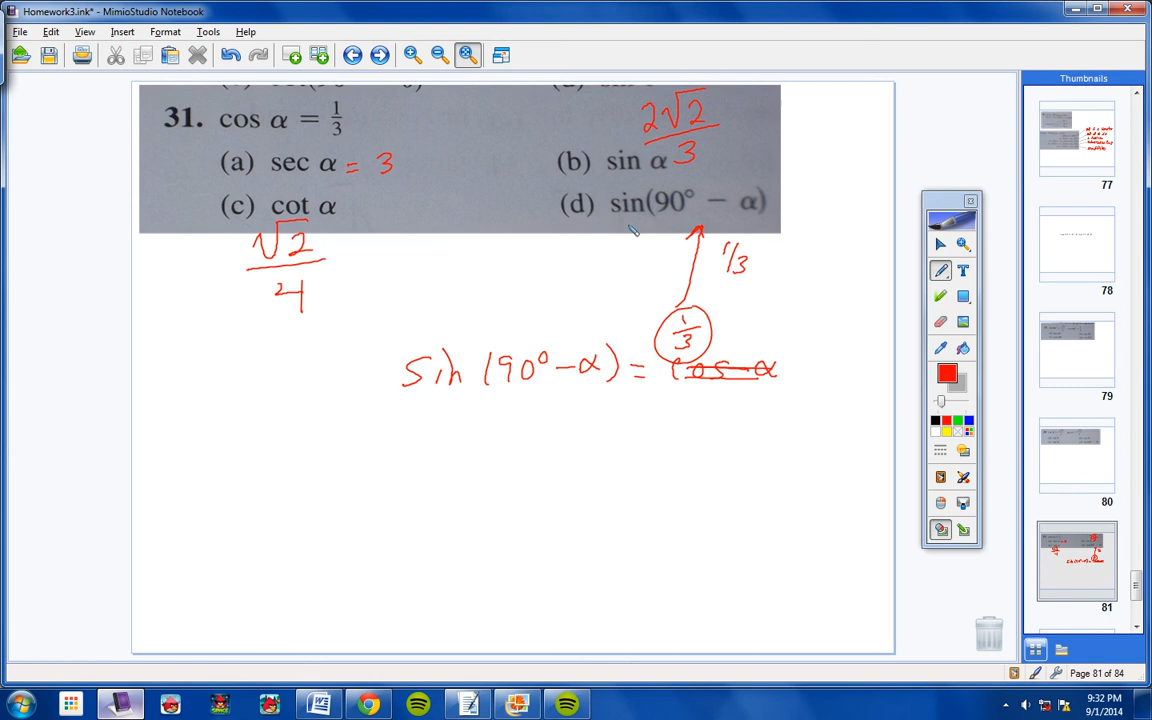 Homework3.ink* - MimioStudio Notebook
File Edit View Insert Format Tools Help
31. cos α = 1/3
(a) sec α = 3
(b) sin α 2√2/3
(c) cot α √2/4
(d) sin(90° − α)
1/3
1/3
sin (90° − α) = cos α
Thumbnails
77
78
79
80
81
Page 81 of 84
9:32 PM
9/1/2014